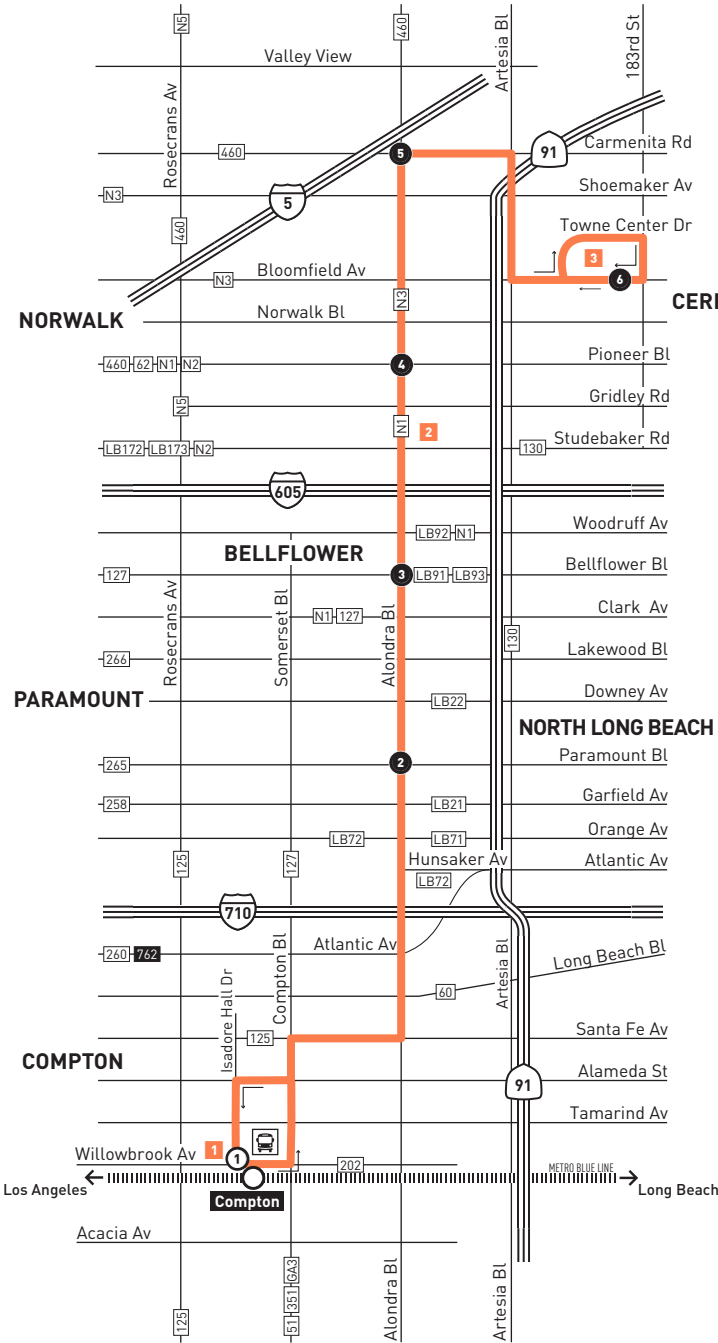 N5
460
Artesia Bl
183rd St
Valley View
Rosecrans Av
91
460
5
Carmenita Rd
5
N3
Shoemaker Av
460
Towne Center Dr
3
N3
Bloomfield Av
6
N3
CERI
NORWALK
Norwalk Bl
460 62 N1 N2
4
Pioneer Bl
N5
Gridley Rd
N1
2
LB172 LB173 N2
130
Studebaker Rd
605
LB92 N1
Woodruff Av
BELLFLOWER
127
3
LB91 LB93
Bellflower Bl
Rosecrans Av
Somerset Bl
Alondra Bl
N1 127
Clark Av
130
266
Lakewood Bl
PARAMOUNT
LB22
Downey Av
NORTH LONG BEACH
265
2
Paramount Bl
258
LB21
Garfield Av
LB72
LB71
Orange Av
125
127
Hunsaker Av
Atlantic Av
LB72
710
260 762
Atlantic Av
Artesia Bl
Long Beach Bl
Isadore Hall Dr
Compton Bl
60
125
Santa Fe Av
COMPTON
Alameda St
91
Tamarind Av
Willowbrook Av
1
1
202
METRO BLUE LINE
Los Angeles
Long Beach
Compton
Acacia Av
125
51 351 GA3
Alondra Bl
Artesia Bl